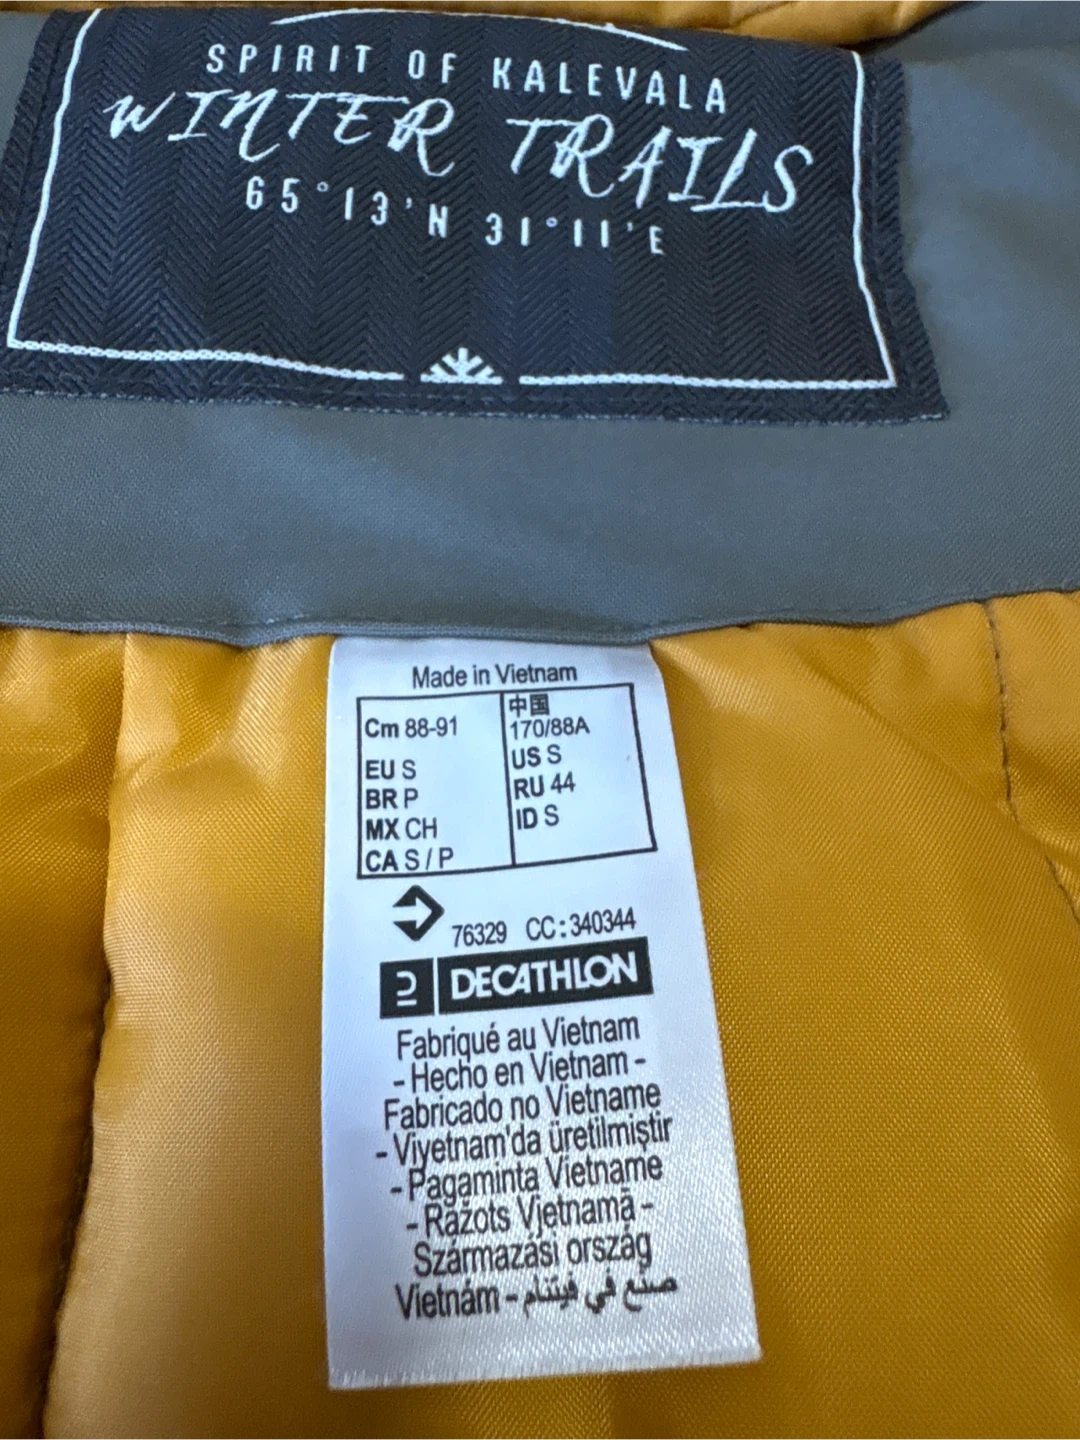 SPIRIT OF KALEVALA
WINTER TRAILS
65°13'N 31°11'E
Made in Vietnam
Cm 88-91
EU S
BR P
MX CH
CA S / P
中国
170/88A
US S
RU 44
ID S
76329 CC:340344
DECATHLON
Fabriqué au Vietnam
- Hecho en Vietnam -
Fabricado no Vietname
- Viyetnam'da üretilmiştir
- Pagaminta Vietname
- Ražots Vjetnamā -
Származási ország
Vietnám - صنع في فيتنام